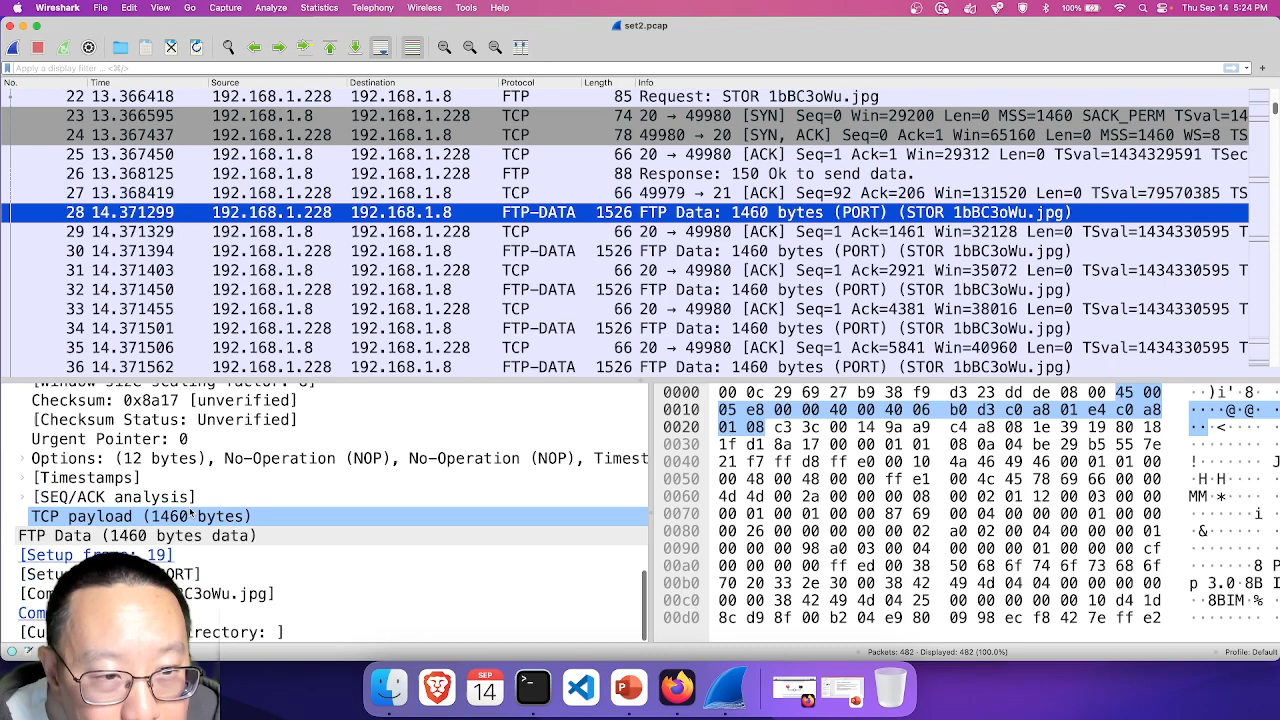 Wireshark File Edit View Go Capture Analyze Statistics Telephony Wireless Tools Help 100% Thu Sep 14 5:24 PM
set2.pcap
Apply a display filter ... <⌘/>
No. Time Source Destination Protocol Length Info
22 13.366418 192.168.1.228 192.168.1.8 FTP 85 Request: STOR 1bBC3oWu.jpg
23 13.366595 192.168.1.8 192.168.1.228 TCP 74 20 → 49980 [SYN] Seq=0 Win=29200 Len=0 MSS=1460 SACK_PERM TSval=14
24 13.367437 192.168.1.228 192.168.1.8 TCP 78 49980 → 20 [SYN, ACK] Seq=0 Ack=1 Win=65160 Len=0 MSS=1460 WS=8 TS
25 13.367450 192.168.1.8 192.168.1.228 TCP 66 20 → 49980 [ACK] Seq=1 Ack=1 Win=29312 Len=0 TSval=1434329591 TSec
26 13.368125 192.168.1.8 192.168.1.228 FTP 88 Response: 150 Ok to send data.
27 13.368419 192.168.1.228 192.168.1.8 TCP 66 49979 → 21 [ACK] Seq=92 Ack=206 Win=131520 Len=0 TSval=79570385 TS
28 14.371299 192.168.1.228 192.168.1.8 FTP-DATA 1526 FTP Data: 1460 bytes (PORT) (STOR 1bBC3oWu.jpg)
29 14.371329 192.168.1.8 192.168.1.228 TCP 66 20 → 49980 [ACK] Seq=1 Ack=1461 Win=32128 Len=0 TSval=1434330595 T
30 14.371394 192.168.1.228 192.168.1.8 FTP-DATA 1526 FTP Data: 1460 bytes (PORT) (STOR 1bBC3oWu.jpg)
31 14.371403 192.168.1.8 192.168.1.228 TCP 66 20 → 49980 [ACK] Seq=1 Ack=2921 Win=35072 Len=0 TSval=1434330595 T
32 14.371450 192.168.1.228 192.168.1.8 FTP-DATA 1526 FTP Data: 1460 bytes (PORT) (STOR 1bBC3oWu.jpg)
33 14.371455 192.168.1.8 192.168.1.228 TCP 66 20 → 49980 [ACK] Seq=1 Ack=4381 Win=38016 Len=0 TSval=1434330595 T
34 14.371501 192.168.1.228 192.168.1.8 FTP-DATA 1526 FTP Data: 1460 bytes (PORT) (STOR 1bBC3oWu.jpg)
35 14.371506 192.168.1.8 192.168.1.228 TCP 66 20 → 49980 [ACK] Seq=1 Ack=5841 Win=40960 Len=0 TSval=1434330595 T
36 14.371562 192.168.1.228 192.168.1.8 FTP-DATA 1526 FTP Data: 1460 bytes (PORT) (STOR 1bBC3oWu.jpg)
[Window size scaling factor: 8]
Checksum: 0x8a17 [unverified]
[Checksum Status: Unverified]
Urgent Pointer: 0
Options: (12 bytes), No-Operation (NOP), No-Operation (NOP), Timest
[Timestamps]
[SEQ/ACK analysis]
TCP payload (1460 bytes)
FTP Data (1460 bytes data)
[Setup frame: 19]
[Setu ORT]
[Com BC3oWu.jpg]
Com
[Cu rectory: ]
0000 00 0c 29 69 27 b9 38 f9 d3 23 dd de 08 00 45 00 ··)i'·8·
0010 05 e8 00 00 40 00 40 06 b0 d3 c0 a8 01 e4 c0 a8 ····@·@·
0020 01 08 c3 3c 00 14 9a a9 c4 a8 08 1e 39 19 80 18 ···<····
0030 1f d1 8a 17 00 00 01 01 08 0a 04 be 29 b5 55 7e
0040 21 f7 ff d8 ff e0 00 10 4a 46 49 46 00 01 01 00 !······· J
0050 00 48 00 48 00 00 ff e1 00 4c 45 78 69 66 00 00 ·H·H····
0060 4d 4d 00 2a 00 00 00 08 00 02 01 12 00 03 00 00 MM·*····
0070 00 01 00 01 00 00 87 69 00 04 00 00 00 01 00 00 ·······i
0080 00 26 00 00 00 00 00 02 a0 02 00 04 00 00 00 01 ·&······
0090 00 00 00 98 a0 03 00 04 00 00 00 01 00 00 00 cf
00a0 00 00 00 00 ff ed 00 38 50 68 6f 74 6f 73 68 6f ·······8 P
00b0 70 20 33 2e 30 00 38 42 49 4d 04 04 00 00 00 00 p 3.0·8B I
00c0 00 00 38 42 49 4d 04 25 00 00 00 00 00 10 d4 1d ··8BIM·%
00d0 8c d9 8f 00 b2 04 e9 80 09 98 ec f8 42 7e ff e2
Packets: 482 · Displayed: 482 (100.0%) Profile: Default
SEP
14